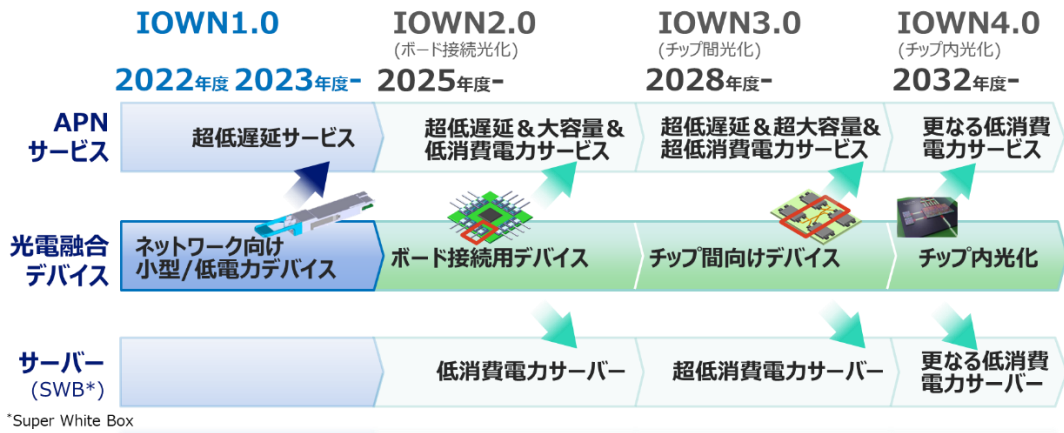 IOWN1.0
IOWN2.0
(ボード接続光化)
IOWN3.0
(チップ間光化)
IOWN4.0
(チップ内光化)
2022年度 2023年度-
2025年度-
2028年度-
2032年度-
APN
サービス
超低遅延サービス
超低遅延&大容量&
低消費電力サービス
超低遅延&超大容量&
超低消費電力サービス
更なる低消費
電力サービス
光電融合
デバイス
ネットワーク向け
小型/低電力デバイス
ボード接続用デバイス
チップ間向けデバイス
チップ内光化
サーバー
(SWB*)
低消費電力サーバー
超低消費電力サーバー
更なる低消費
電力サーバー
*Super White Box